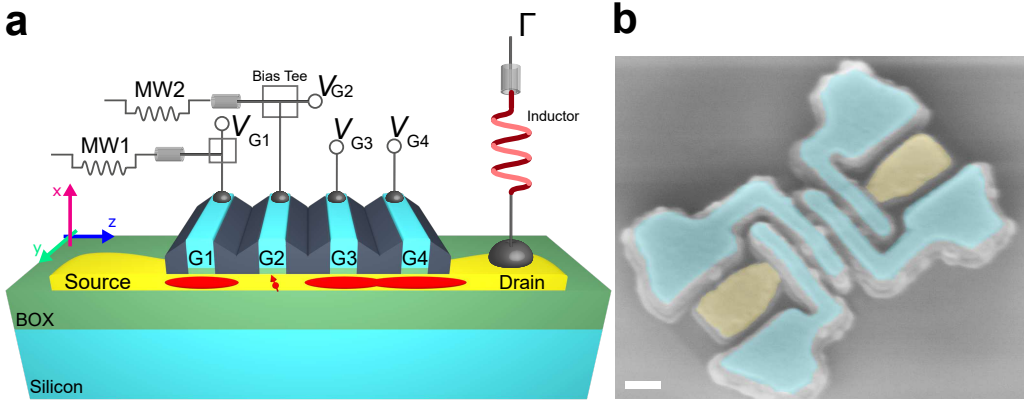 a
b
Γ
MW2
Bias Tee
VG2
Inductor
MW1
VG1
VG3
VG4
x
z
y
G1
G2
G3
G4
Source
Drain
BOX
Silicon